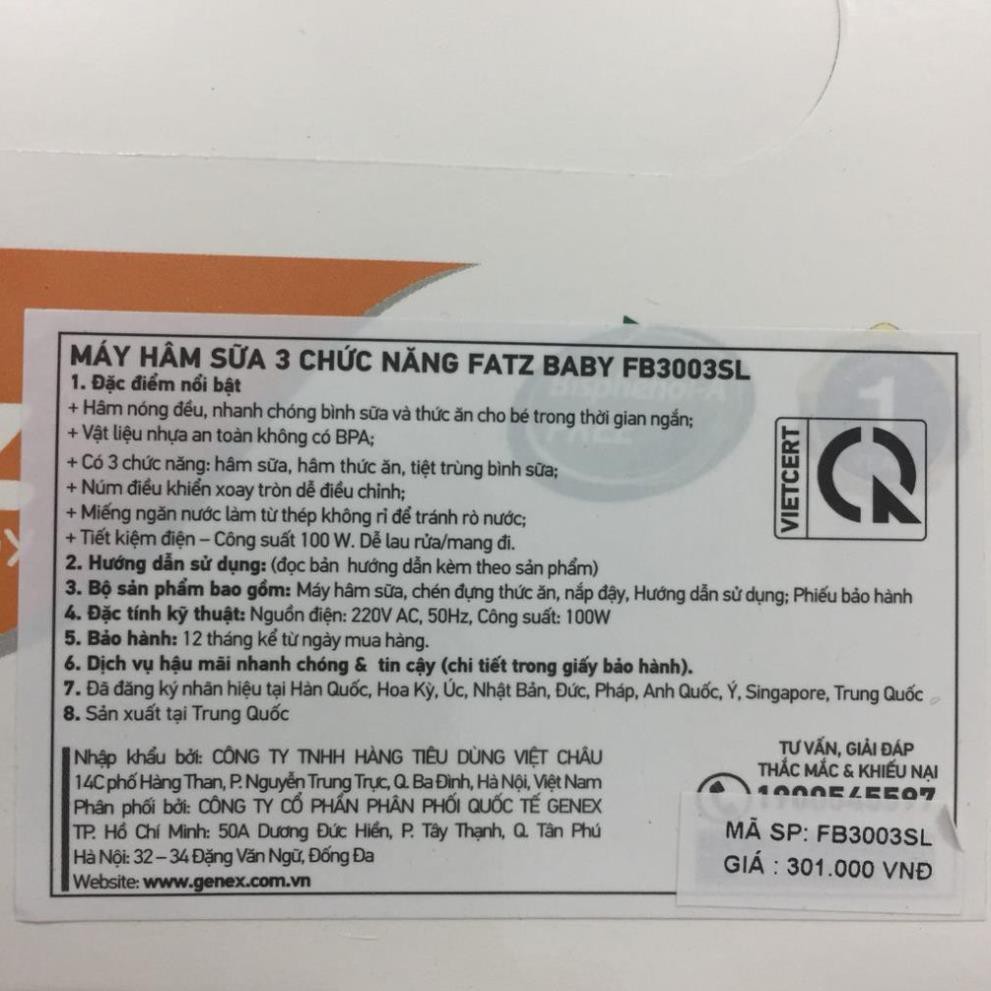 MÁY HÂM SỮA 3 CHỨC NĂNG FATZ BABY FB3003SL
1. Đặc điểm nổi bật
+ Hâm nóng đều, nhanh chóng bình sữa và thức ăn cho bé trong thời gian ngắn;
+ Vật liệu nhựa an toàn không có BPA;
+ Có 3 chức năng: hâm sữa, hâm thức ăn, tiệt trùng bình sữa;
+ Núm điều khiển xoay tròn dễ điều chỉnh;
+ Miếng ngăn nước làm từ thép không rỉ để tránh rò nước;
+ Tiết kiệm điện – Công suất 100 W. Dễ lau rửa/mang đi.
2. Hướng dẫn sử dụng: (đọc bản hướng dẫn kèm theo sản phẩm)
3. Bộ sản phẩm bao gồm: Máy hâm sữa, chén đựng thức ăn, nắp đậy, Hướng dẫn sử dụng; Phiếu bảo hành
4. Đặc tính kỹ thuật: Nguồn điện: 220V AC, 50Hz, Công suất: 100W
5. Bảo hành: 12 tháng kể từ ngày mua hàng.
6. Dịch vụ hậu mãi nhanh chóng & tin cậy (chi tiết trong giấy bảo hành).
7. Đã đăng ký nhân hiệu tại Hàn Quốc, Hoa Kỳ, Úc, Nhật Bản, Đức, Pháp, Anh Quốc, Ý, Singapore, Trung Quốc
8. Sản xuất tại Trung Quốc
VIETCERT
Nhập khẩu bởi: CÔNG TY TNHH HÀNG TIÊU DÙNG VIỆT CHÂU
14C phố Hàng Than, P. Nguyễn Trung Trực, Q. Ba Đình, Hà Nội, Việt Nam
Phân phối bởi: CÔNG TY CỔ PHẦN PHÂN PHỐI QUỐC TẾ GENEX
TP. Hồ Chí Minh: 50A Dương Đức Hiền, P. Tây Thạnh, Q. Tân Phú
Hà Nội: 32 – 34 Đặng Văn Ngữ, Đống Đa
Website: www.genex.com.vn
TƯ VẤN, GIẢI ĐÁP
THẮC MẮC & KHIẾU NẠI
1900545597
MÃ SP: FB3003SL
GIÁ : 301.000 VNĐ